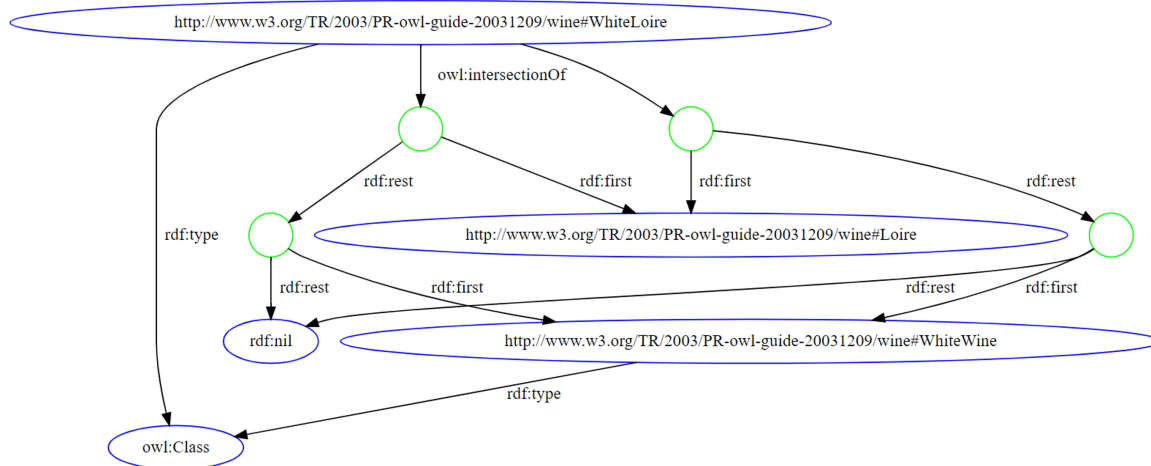 http://www.w3.org/TR/2003/PR-owl-guide-20031209/wine#WhiteLoire
owl:intersectionOf
rdf:rest
rdf:first
rdf:first
rdf:rest
rdf:type
http://www.w3.org/TR/2003/PR-owl-guide-20031209/wine#Loire
rdf:rest
rdf:first
rdf:rest
rdf:first
rdf:nil
http://www.w3.org/TR/2003/PR-owl-guide-20031209/wine#WhiteWine
rdf:type
owl:Class